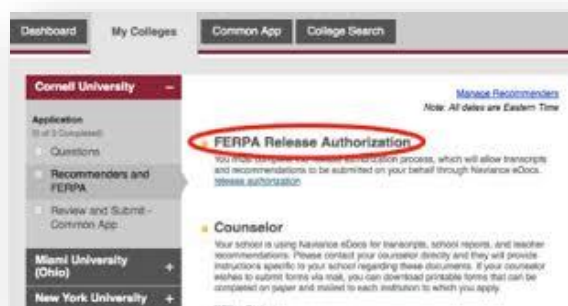 Dashboard My Colleges Common App College Search
Cornell University –
Application
Questions
Recommenders and
FERPA
Review and Submit -
Common App
Miami University
(Ohio) +
New York University +
Manage Recommenders
Note: All dates are Eastern Time
FERPA Release Authorization
You must complete the release authorization process, which will allow transcripts
and recommendations to be submitted on your behalf through Naviance eDocs.
release authorization
Counselor
Your school is using Naviance eDocs for transcripts, school reports, and teacher
recommendations. Please contact your counselor directly and they will provide
instructions specific to your school regarding these documents. If your counselor
wishes to submit forms via mail, you can download printable forms that can be
completed on paper and mailed to each institution to which you apply.